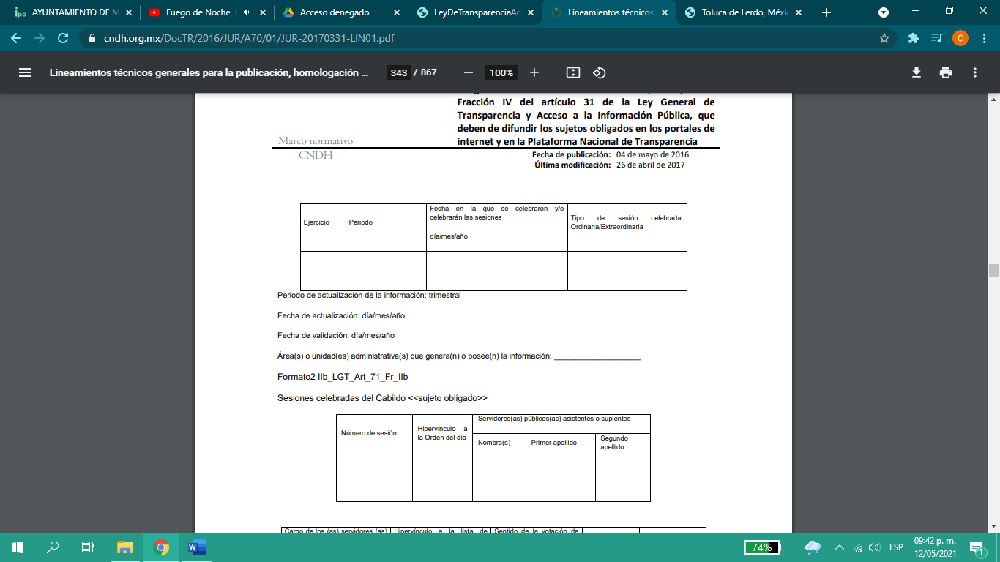 AYUNTAMIENTO DE M
Fuego de Noche,
Acceso denegado
LeyDeTransparenciaAc
Lineamientos técnicos
Toluca de Lerdo, Méxic
cndh.org.mx/DocTR/2016/JUR/A70/01/JUR-20170331-LIN01.pdf
C
Lineamientos técnicos generales para la publicación, homologación ...
343 / 867
100%
Fracción IV del artículo 31 de la Ley General de
Transparencia y Acceso a la Información Pública, que
deben de difundir los sujetos obligados en los portales de
internet y en la Plataforma Nacional de Transparencia
Marco normativo
CNDH
Fecha de publicación: 04 de mayo de 2016
Última modificación: 26 de abril de 2017
Ejercicio
Periodo
Fecha en la que se celebraron y/o
celebrarán las sesiones
día/mes/año
Tipo de sesión celebrada:
Ordinaria/Extraordinaria
Periodo de actualización de la información: trimestral
Fecha de actualización: día/mes/año
Fecha de validación: día/mes/año
Área(s) o unidad(es) administrativa(s) que genera(n) o posee(n) la información: ____________________
Formato2 IIb_LGT_Art_71_Fr_IIb
Sesiones celebradas del Cabildo <<sujeto obligado>>
Número de sesión
Hipervínculo a
la Orden del día
Servidores(as) públicos(as) asistentes o suplentes
Nombre(s)
Primer apellido
Segundo
apellido
Cargo de los (as) servidores (as)
Hipervínculo a la lista de
Sentido de la votación de
74%
ESP
09:42 p. m.
12/05/2021
1